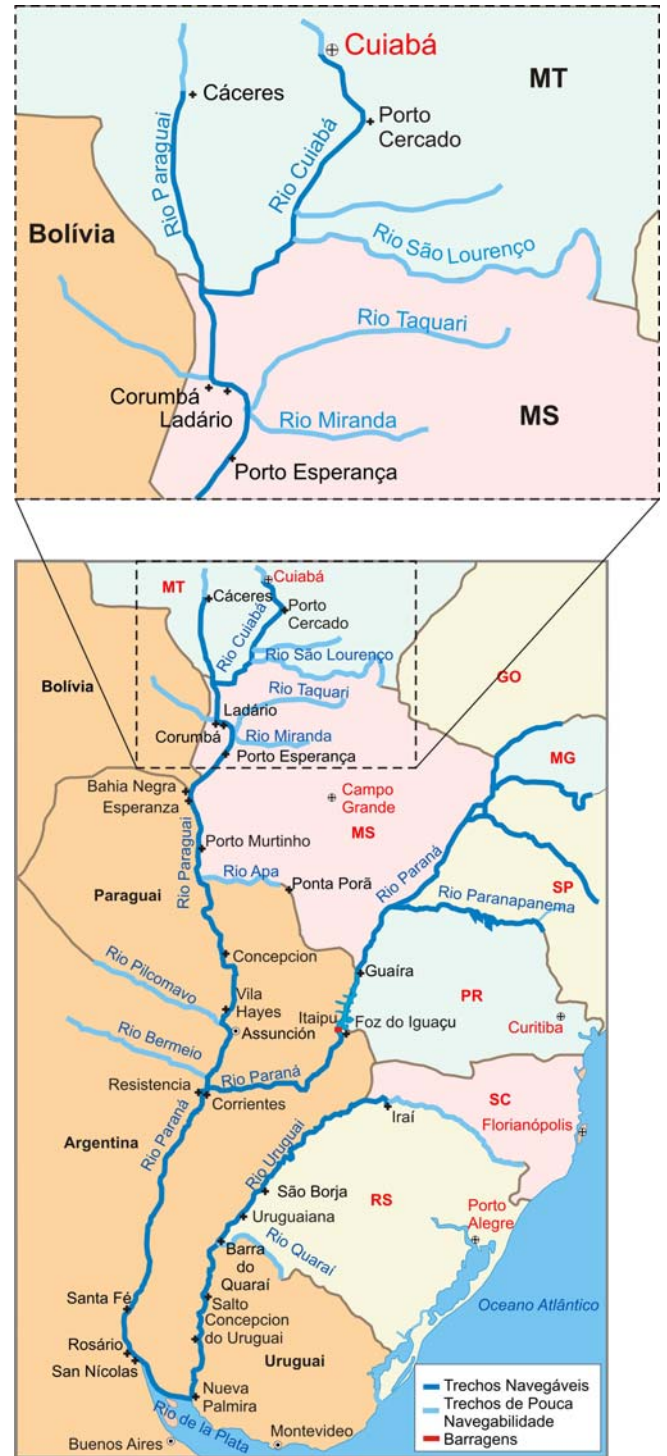 Cuiabá
MT
Cáceres
Porto
Cercado
Rio Paraguai
Rio Cuiabá
Bolívia
Rio São Lourenço
Rio Taquari
Corumbá
Ladário
Rio Miranda
MS
Porto Esperança
MT
Cuiabá
Cáceres
Porto
Cercado
Rio Cuiabá
Rio São Lourenço
GO
Bolívia
Rio Taquari
Ladário
Corumbá
Rio Miranda
Porto Esperança
MG
Bahia Negra
Esperanza
Campo
Grande
MS
Rio Paraguai
Porto Murtinho
Rio Paraná
SP
Rio Apa
Ponta Porã
Paraguai
Rio Paranapanema
Concepcion
Guaíra
Rio Pilcomavo
Vila
Hayes
PR
Itaipu
Foz do Iguaçu
Curitiba
Assunción
Rio Bermeio
Resistencia
Rio Paraná
Corrientes
SC
Iraí
Florianópolis
Argentina
Rio Paraná
Rio Uruguai
São Borja
RS
Porto
Alegre
Uruguaiana
Rio Quaraí
Barra
do
Quaraí
Santa Fé
Salto
Concepcion
do Uruguai
Oceano Atlântico
Rosário
San Nícolas
Uruguai
Nueva
Palmira
Rio de la Plata
Buenos Aires
Montevideo
Trechos Navegáveis
Trechos de Pouca
Navegabilidade
Barragens